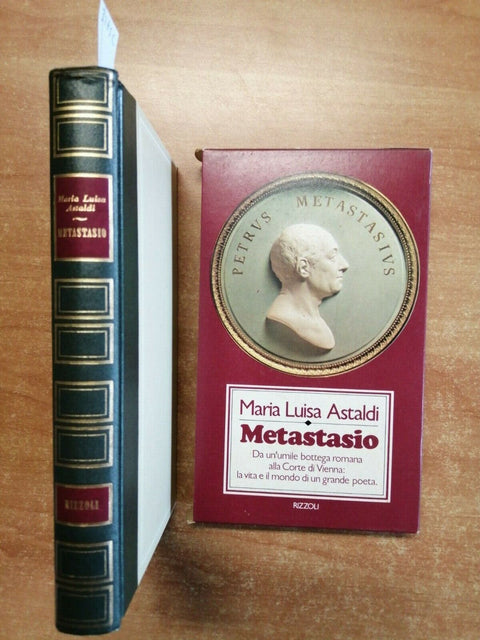 Maria Luisa
Astaldi
METASTASIO
RIZZOLI
PETRVS METASTASIVS
Maria Luisa Astaldi
Metastasio
Da un'umile bottega romana
alla Corte di Vienna:
la vita e il mondo di un grande poeta.
RIZZOLI